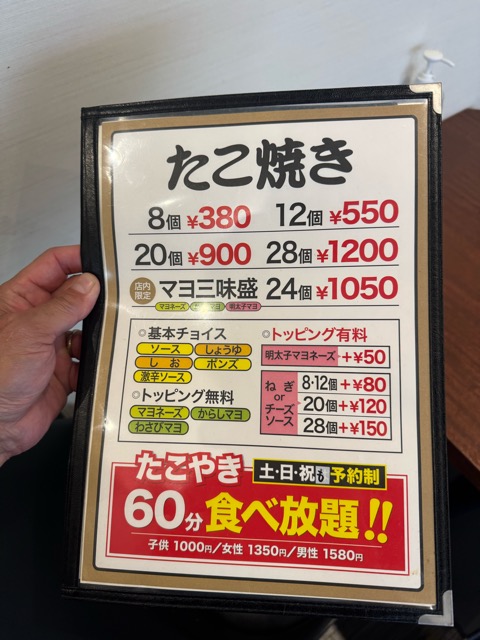 たこ焼き
8個 ¥380 12個 ¥550
20個 ¥900 28個 ¥1200
店内限定 マヨ三味盛 24個 ¥1050
マヨネーズ 明太子マヨ
◎基本チョイス
ソース しょうゆ
しお ポンズ
激辛ソース
◎トッピング無料
マヨネーズ からしマヨ
わさびマヨ
◎トッピング有料
明太子マヨネーズ +¥50
ねぎ or チーズソース
8・12個 +¥80
20個 +¥120
28個 +¥150
たこやき 土・日・祝も予約制
60分食べ放題!!
子供 1000円/女性 1350円/男性 1580円